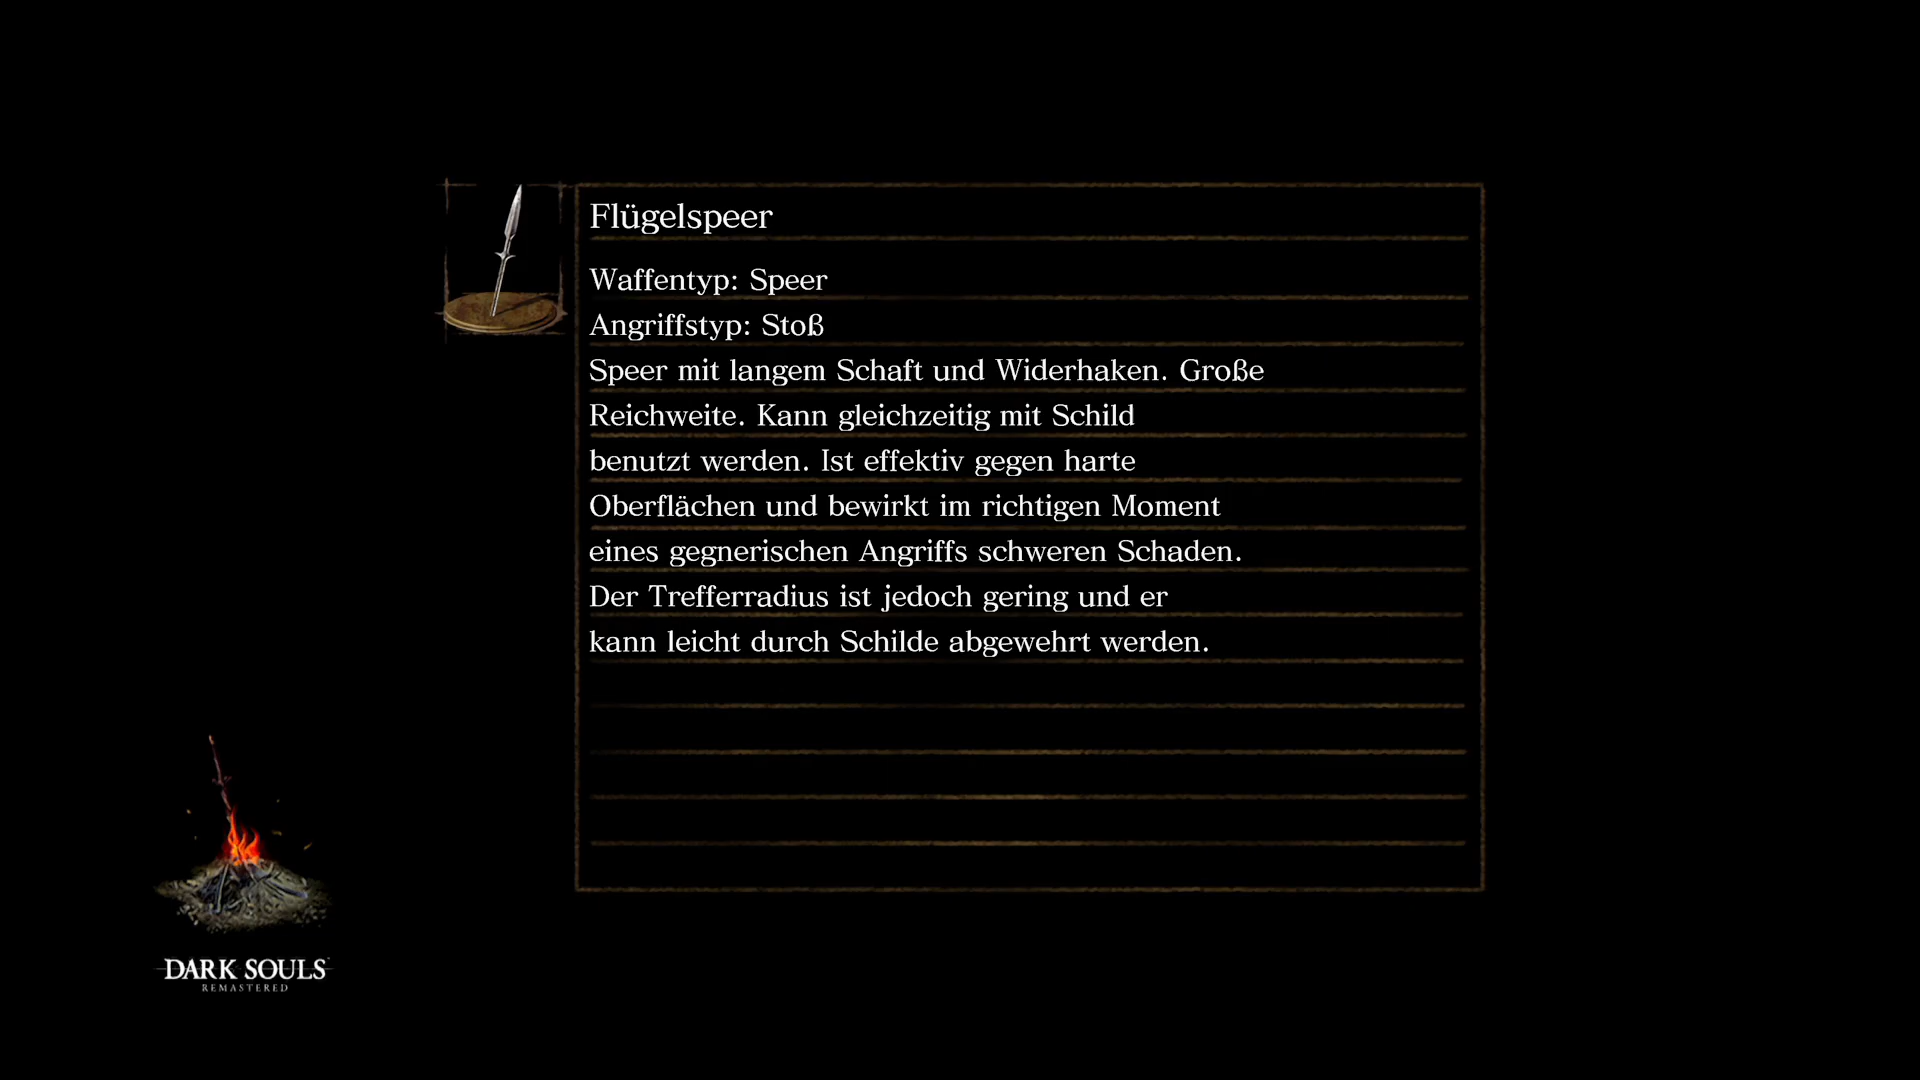 Flügelspeer
Waffentyp: Speer
Angriffstyp: Stoß
Speer mit langem Schaft und Widerhaken. Große
Reichweite. Kann gleichzeitig mit Schild
benutzt werden. Ist effektiv gegen harte
Oberflächen und bewirkt im richtigen Moment
eines gegnerischen Angriffs schweren Schaden.
Der Trefferradius ist jedoch gering und er
kann leicht durch Schilde abgewehrt werden.
DARK SOULS
REMASTERED